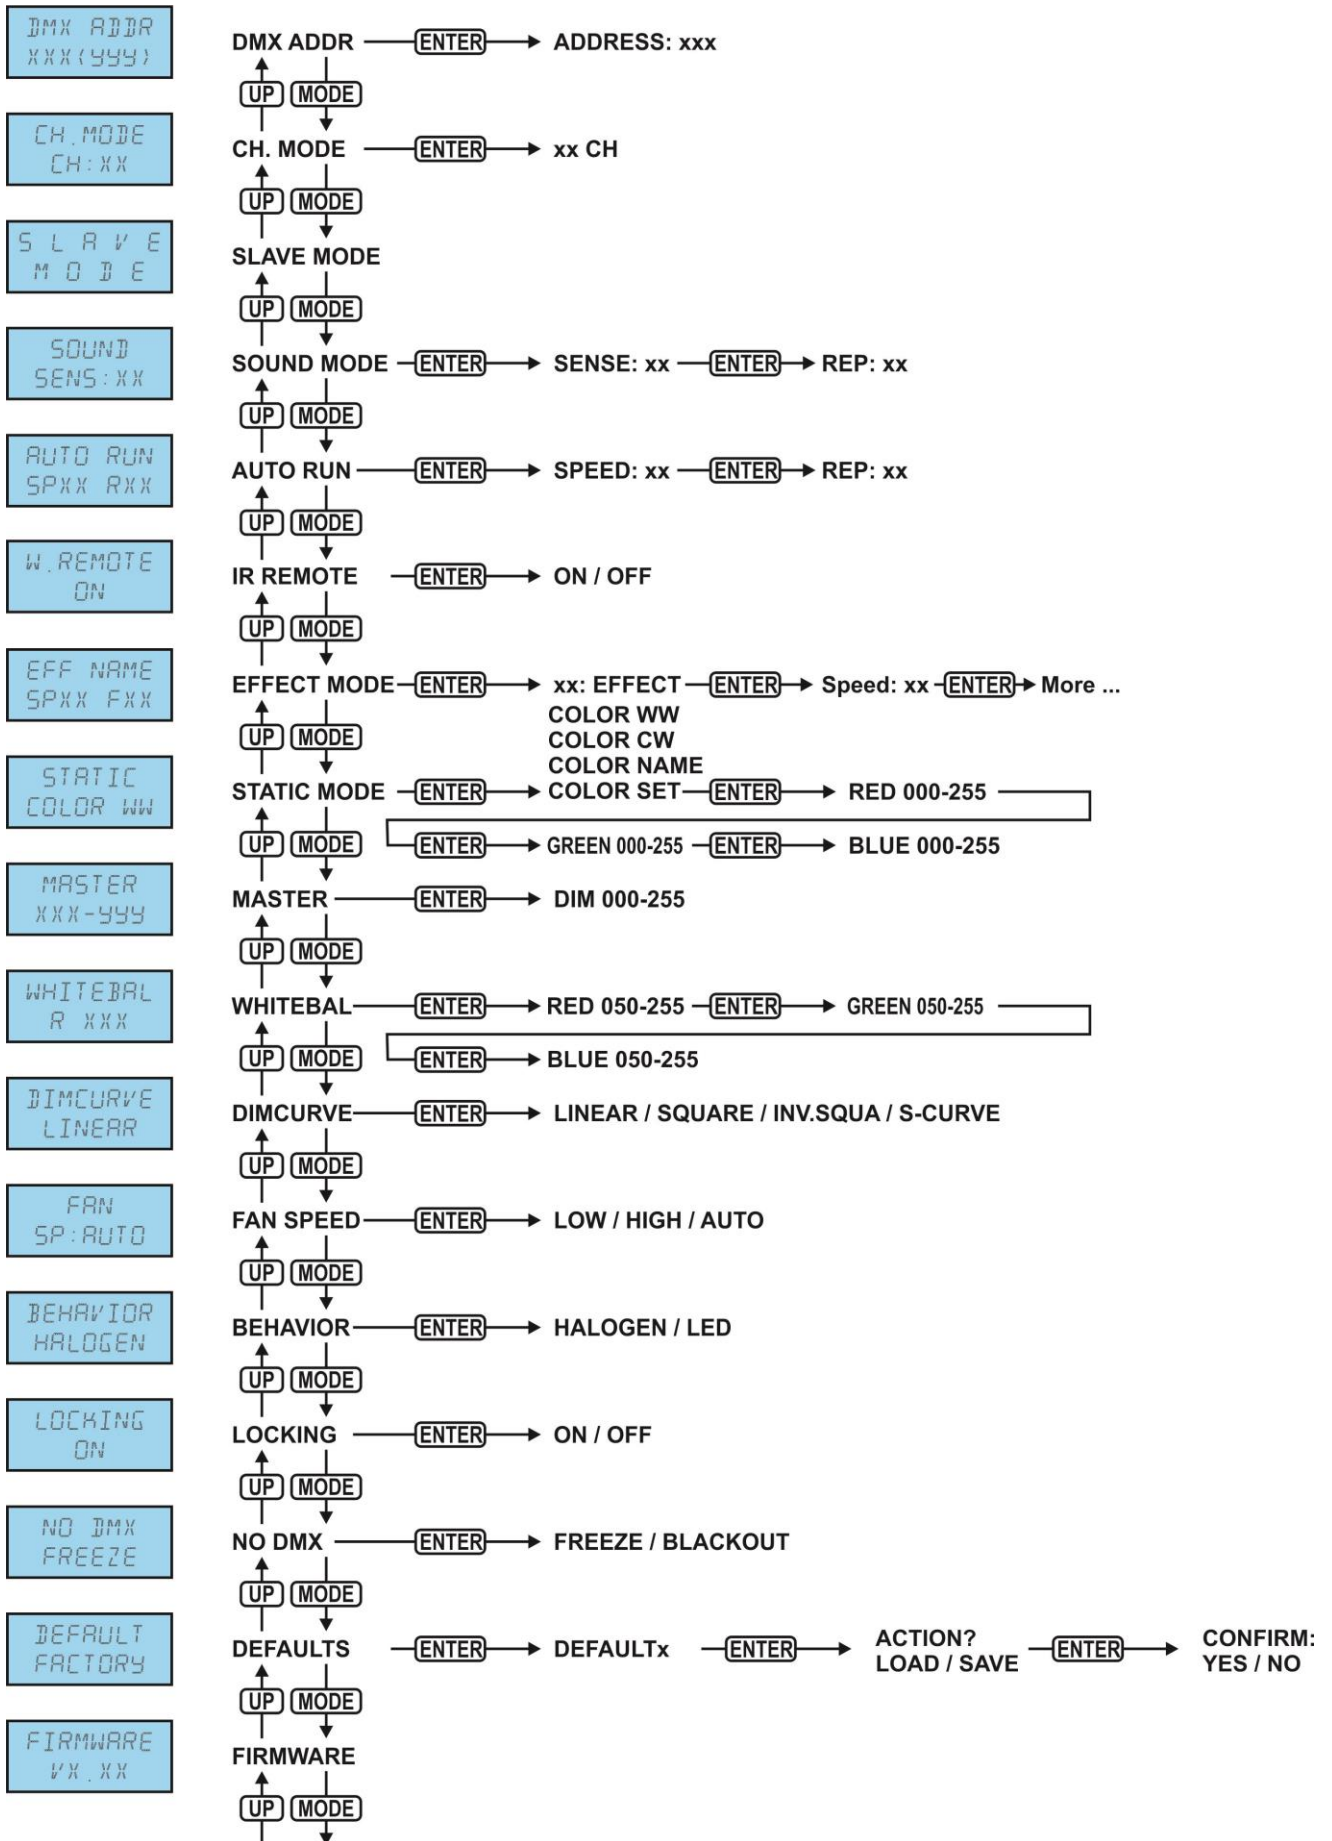 DMX ADDR
XXX(YYY)
DMX ADDR ENTER ADDRESS: xxx
UP MODE
CH.MODE
CH:XX
CH. MODE ENTER xx CH
UP MODE
SLAVE
MODE
SLAVE MODE
UP MODE
SOUND
SENS:XX
SOUND MODE ENTER SENSE: xx ENTER REP: xx
UP MODE
AUTO RUN
SPXX RXX
AUTO RUN ENTER SPEED: xx ENTER REP: xx
UP MODE
W.REMOTE
ON
IR REMOTE ENTER ON / OFF
UP MODE
EFF NAME
SPXX FXX
EFFECT MODE ENTER xx: EFFECT ENTER Speed: xx ENTER More ...
COLOR WW
UP MODE COLOR CW
COLOR NAME
STATIC
COLOR WW
STATIC MODE ENTER COLOR SET ENTER RED 000-255
UP MODE ENTER GREEN 000-255 ENTER BLUE 000-255
MASTER
XXX-YYY
MASTER ENTER DIM 000-255
UP MODE
WHITEBAL
R XXX
WHITEBAL ENTER RED 050-255 ENTER GREEN 050-255
UP MODE ENTER BLUE 050-255
DIMCURVE
LINEAR
DIMCURVE ENTER LINEAR / SQUARE / INV.SQUA / S-CURVE
UP MODE
FAN
SP:AUTO
FAN SPEED ENTER LOW / HIGH / AUTO
UP MODE
BEHAVIOR
HALOGEN
BEHAVIOR ENTER HALOGEN / LED
UP MODE
LOCKING
ON
LOCKING ENTER ON / OFF
UP MODE
NO DMX
FREEZE
NO DMX ENTER FREEZE / BLACKOUT
UP MODE
DEFAULT
FACTORY
DEFAULTS ENTER DEFAULTx ENTER ACTION?
LOAD / SAVE ENTER CONFIRM:
YES / NO
UP MODE
FIRMWARE
VX.XX
FIRMWARE
UP MODE